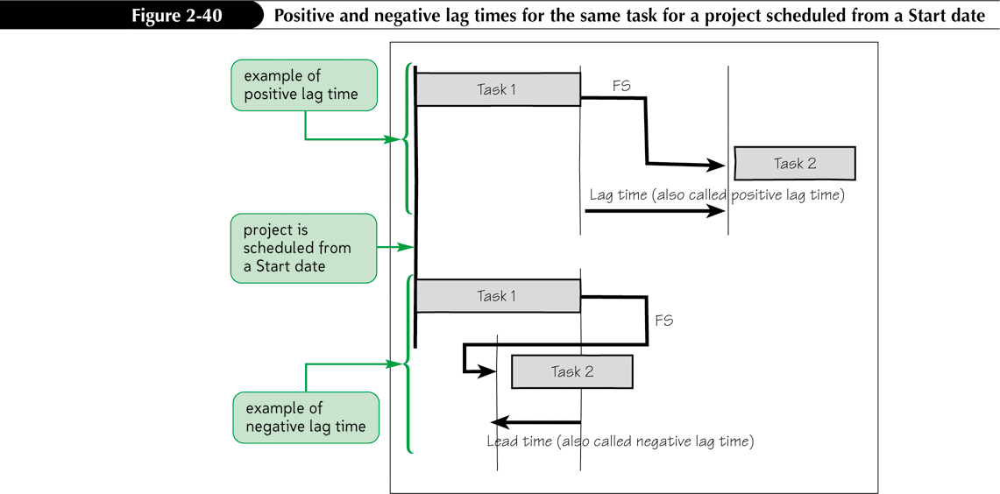 Figure 2-40
Positive and negative lag times for the same task for a project scheduled from a Start date
example of
positive lag time
Task 1
FS
Task 2
Lag time (also called positive lag time)
project is
scheduled from
a Start date
Task 1
FS
Task 2
example of
negative lag time
Lead time (also called negative lag time)